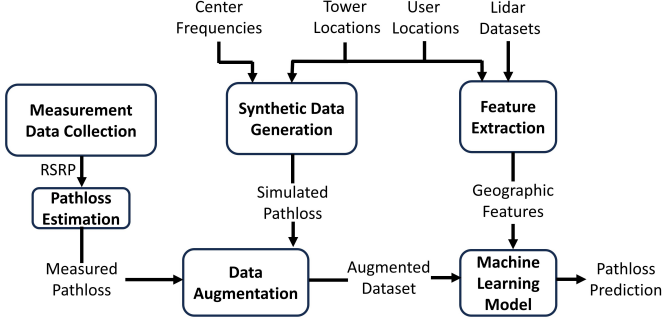 Center
Frequencies
Tower
Locations
User
Locations
Lidar
Datasets
Measurement
Data Collection
Synthetic Data
Generation
Feature
Extraction
RSRP
Pathloss
Estimation
Simulated
Pathloss
Geographic
Features
Measured
Pathloss
Data
Augmentation
Augmented
Dataset
Machine
Learning
Model
Pathloss
Prediction